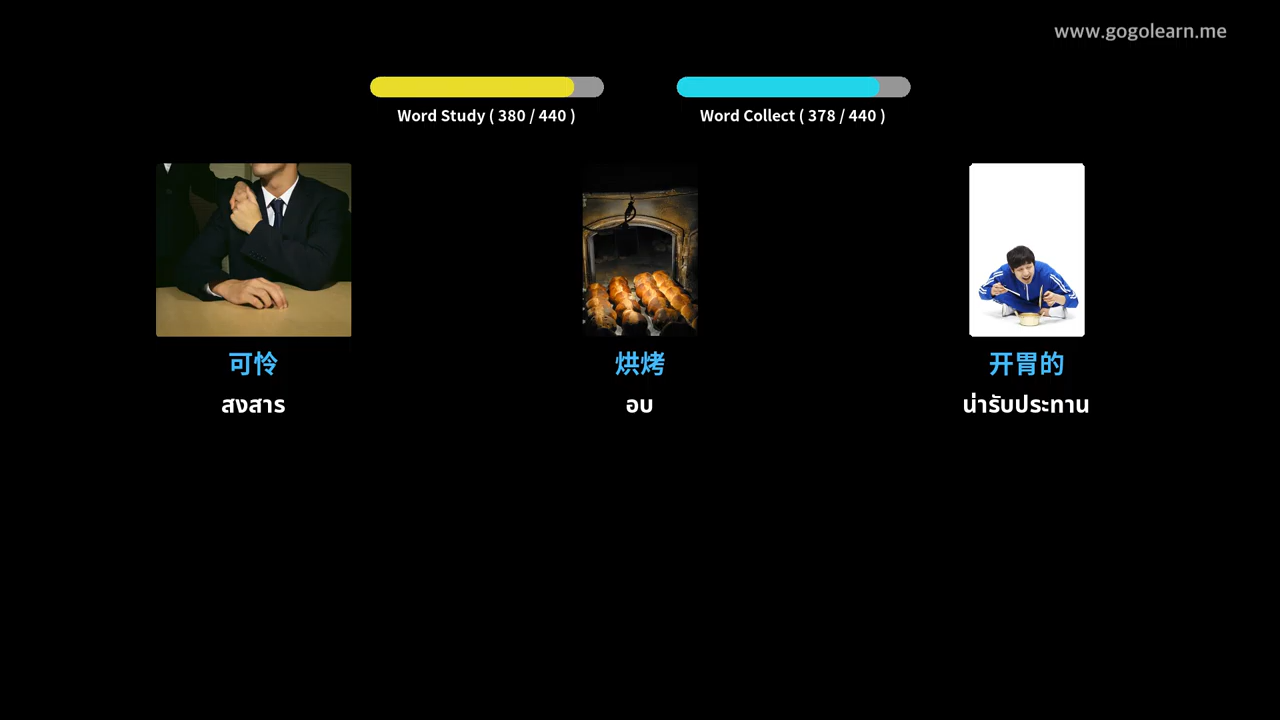 www.gogolearn.me
Word Study ( 380 / 440 )
Word Collect ( 378 / 440 )
可怜
烘烤
开胃的
สงสาร
อบ
น่ารับประทาน